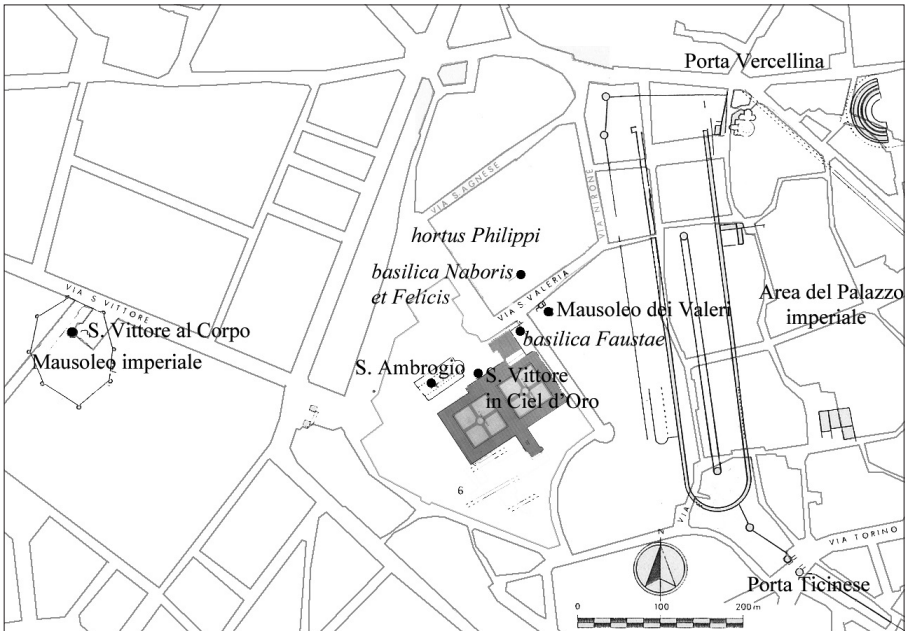 Porta Vercellina
VIA S AGNESE
VIA NIRONE
hortus Philippi
basilica Naboris
et Felicis
VIA S. VALERIA
VIA S VITTORE
Mausoleo dei Valeri
Area del Palazzo
imperiale
S. Vittore al Corpo
basilica Faustae
Mausoleo imperiale
S. Ambrogio
S. Vittore
in Ciel d’Oro
6
VIA
VIA TORINO
N
Porta Ticinese
0 100 200 m